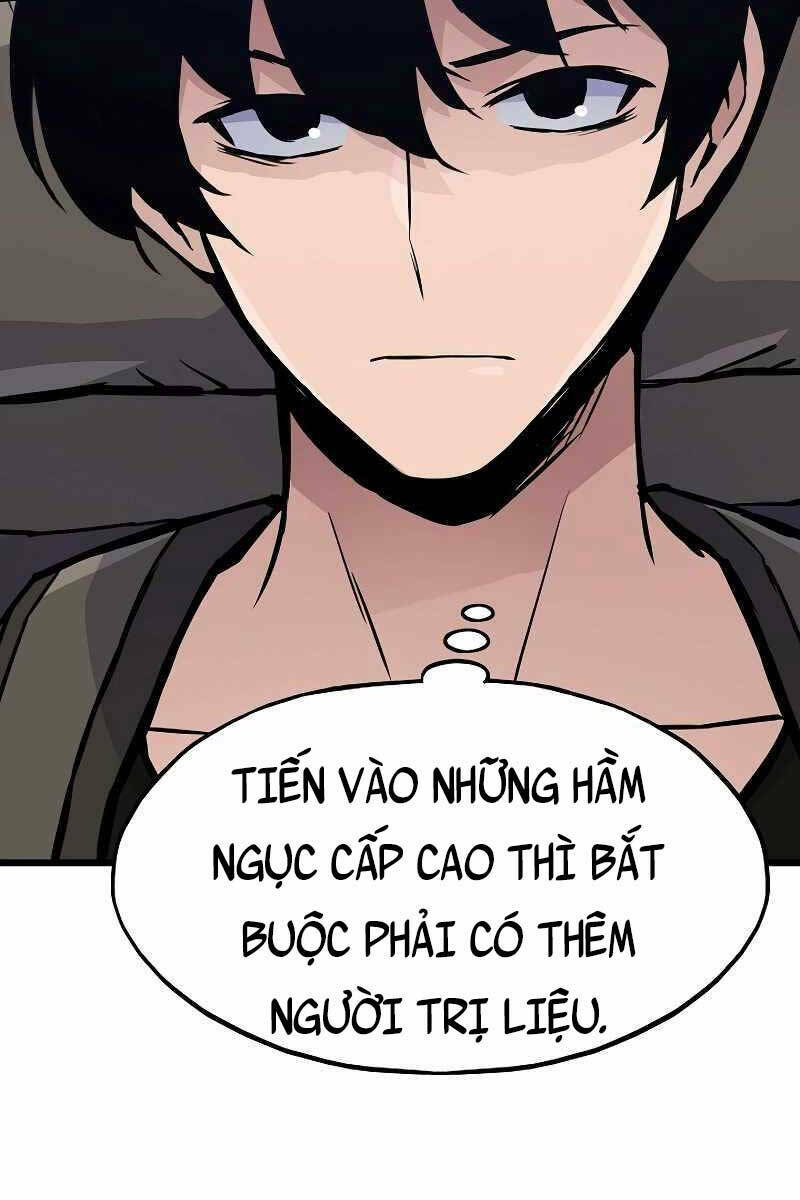 TIẾN VÀO NHỮNG HẦM
NGỤC CẤP CAO THÌ BẮT
BUỘC PHẢI CÓ THÊM
NGƯỜI TRỊ LIỆU.